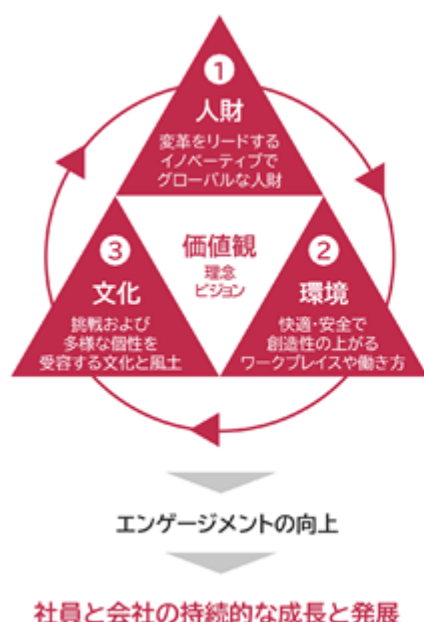 1
人財
変革をリードする
イノベーティブで
グローバルな人財
価値観
理念
ビジョン
2
環境
快適・安全で
創造性の上がる
ワークプレイスや働き方
3
文化
挑戦および
多様な個性を
受容する文化と風土
エンゲージメントの向上
社員と会社の持続的な成長と発展